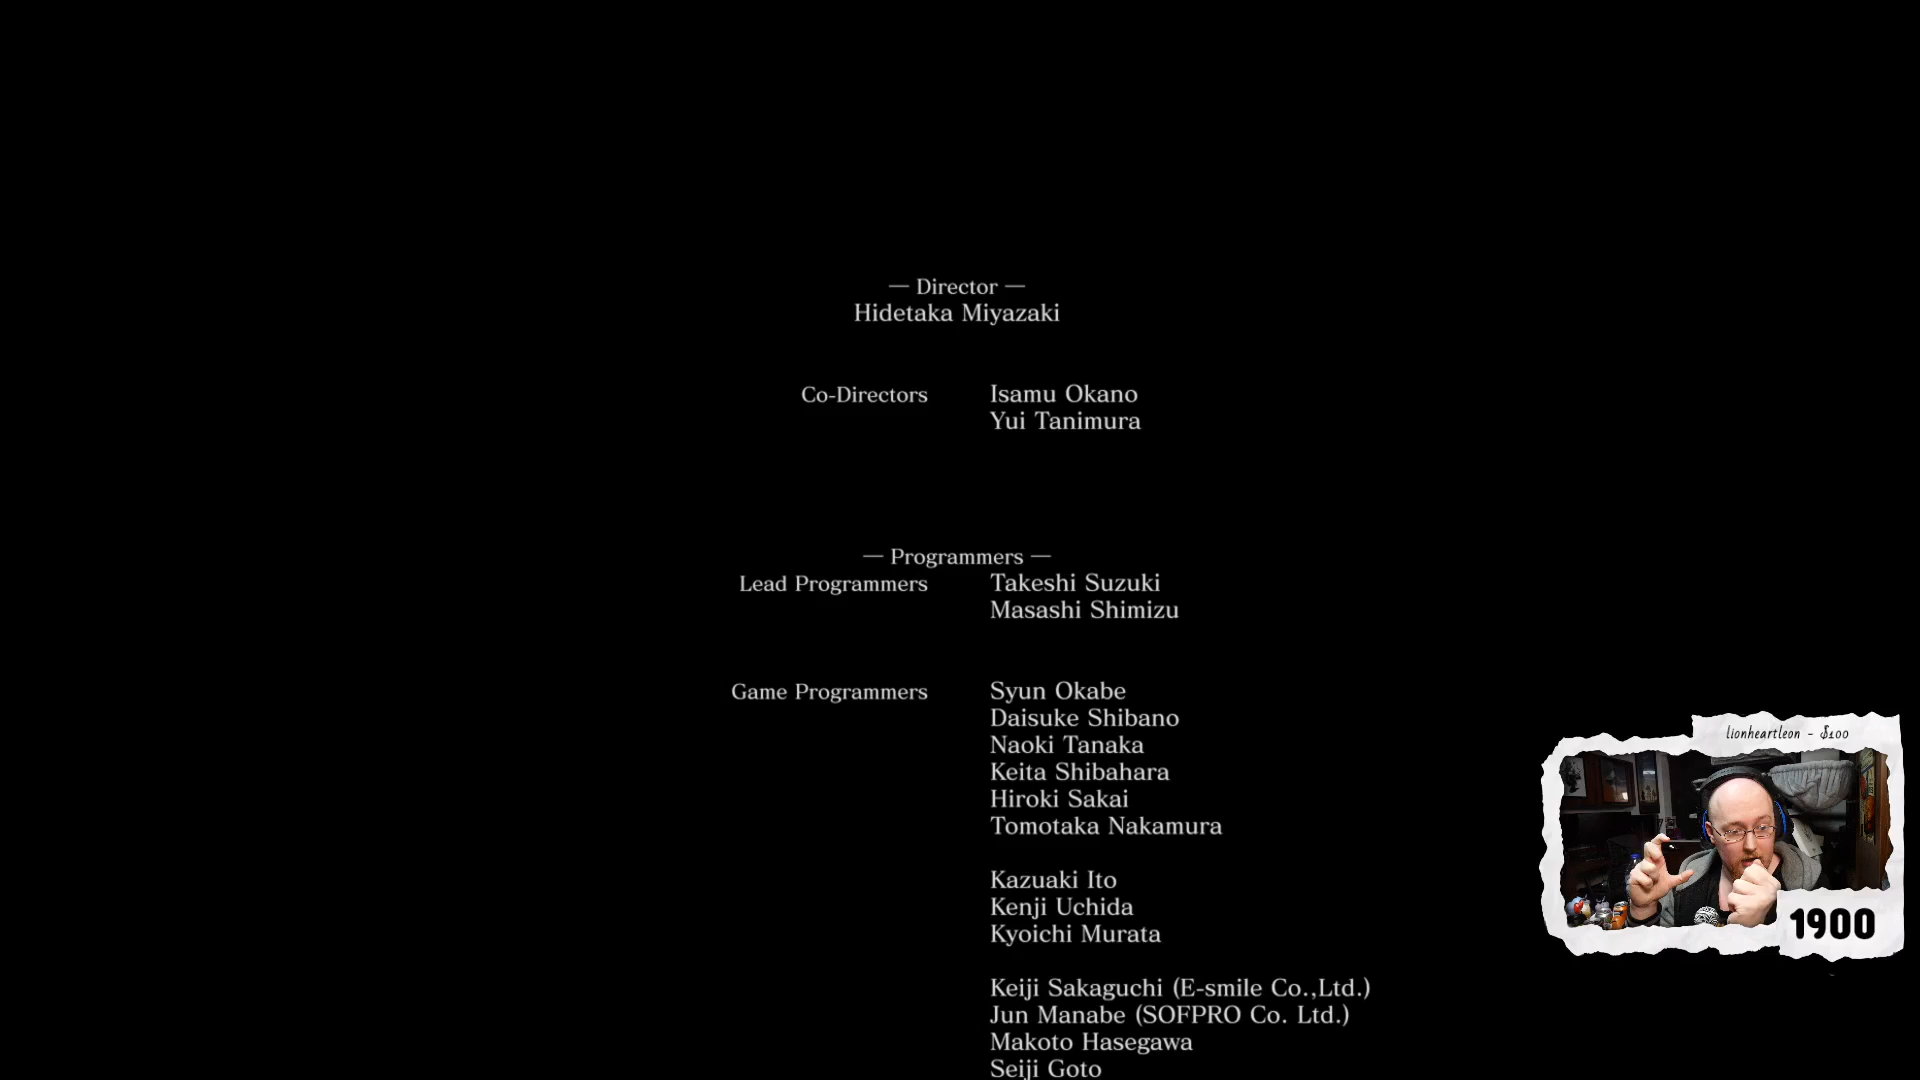 — Director —
Hidetaka Miyazaki
Co-Directors Isamu Okano
Yui Tanimura
— Programmers —
Lead Programmers Takeshi Suzuki
Masashi Shimizu
Game Programmers Syun Okabe
Daisuke Shibano
Naoki Tanaka
Keita Shibahara
Hiroki Sakai
Tomotaka Nakamura
Kazuaki Ito
Kenji Uchida
Kyoichi Murata
Keiji Sakaguchi (E-smile Co.,Ltd.)
Jun Manabe (SOFPRO Co. Ltd.)
Makoto Hasegawa
Seiji Goto
lionheartleon - $100
1900